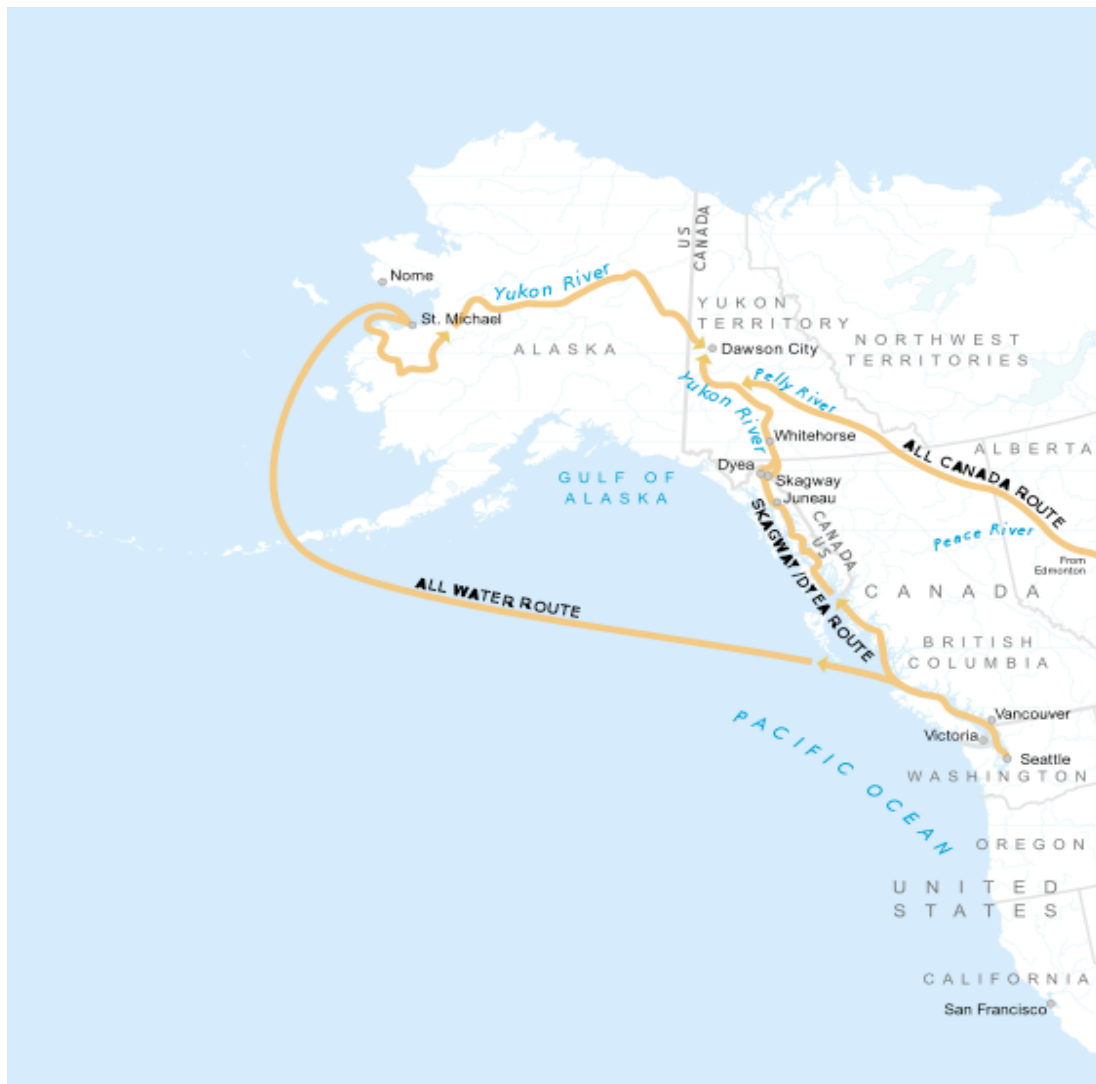 US
CANADA
Nome
Yukon River
St. Michael
YUKON
TERRITORY
ALASKA
Dawson City
NORTHWEST
TERRITORIES
Pelly River
Yukon River
Whitehorse
ALL CANADA ROUTE
ALBERTA
Dyea
Skagway
Juneau
GULF OF
ALASKA
SKAGWAY/DYEA ROUTE
CANADA
US
Peace River
From
Edmonton
ALL WATER ROUTE
CANADA
BRITISH
COLUMBIA
PACIFIC OCEAN
Vancouver
Victoria
Seattle
WASHINGTON
OREGON
UNITED
STATES
CALIFORNIA
San Francisco